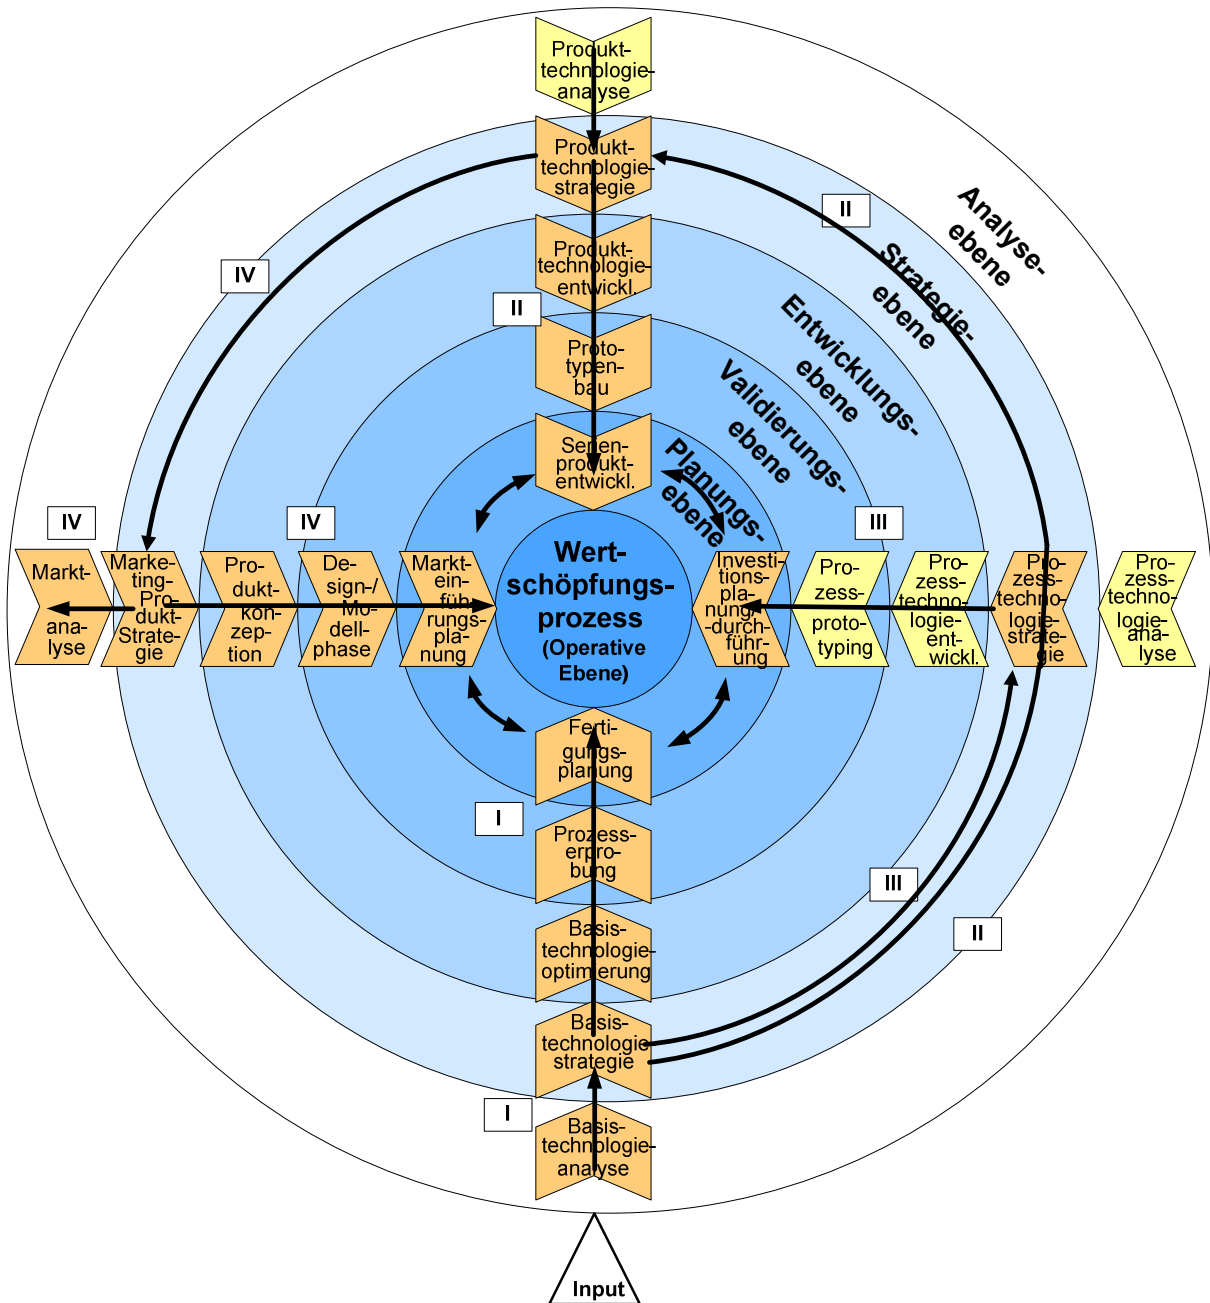 Produkt-
technologie-
analyse
Produkt-
technologie-
strategie
II
Analyse-
ebene
IV
Produkt-
technologie-
entwickl.
Strategie-
ebene
II
Entwicklungs-
ebene
Proto-
typen-
bau
Validierungs-
ebene
Serien-
produkt-
entwickl.
Planungs-
ebene
IV
IV
III
Markt-
ana-
lyse
Marke-
ting-
Pro-
dukt-
Strate-
gie
Pro-
dukt-
kon-
zep-
tion
De-
sign-/
Mo-
dell-
phase
Markt-
ein-
füh-
rungs-
pla-
nung
Wert-
schöpfungs-
prozess
(Operative
Ebene)
Investi-
tions-
pla-
nung/
-durch-
füh-
rung
Pro-
zess-
proto-
typing
Pro-
zess-
techno-
logie-
ent-
wickl.
Pro-
zess-
techno-
logie-
strate-
gie
Pro-
zess-
techno-
logie-
ana-
lyse
Ferti-
gungs-
planung
I
Prozess-
erpro-
bung
III
II
Basis-
technologie-
optimierung
Basis-
technologie
strategie
I
Basis-
technologie-
analyse
Input